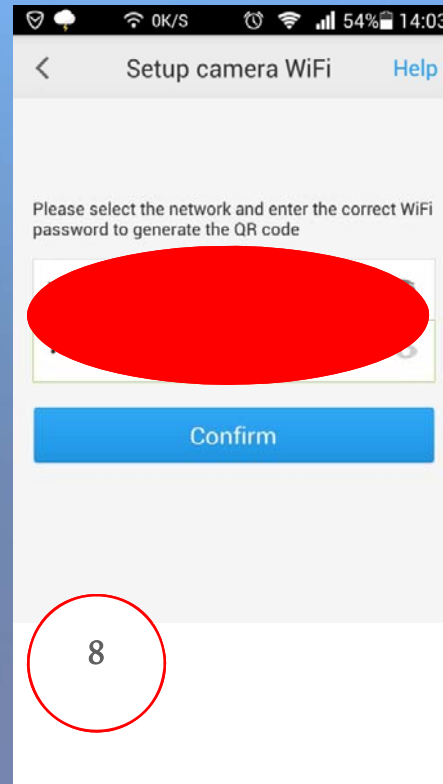 0K/S 54% 14:03
Setup camera WiFi Help
Please select the network and enter the correct WiFi
password to generate the QR code
Confirm
8